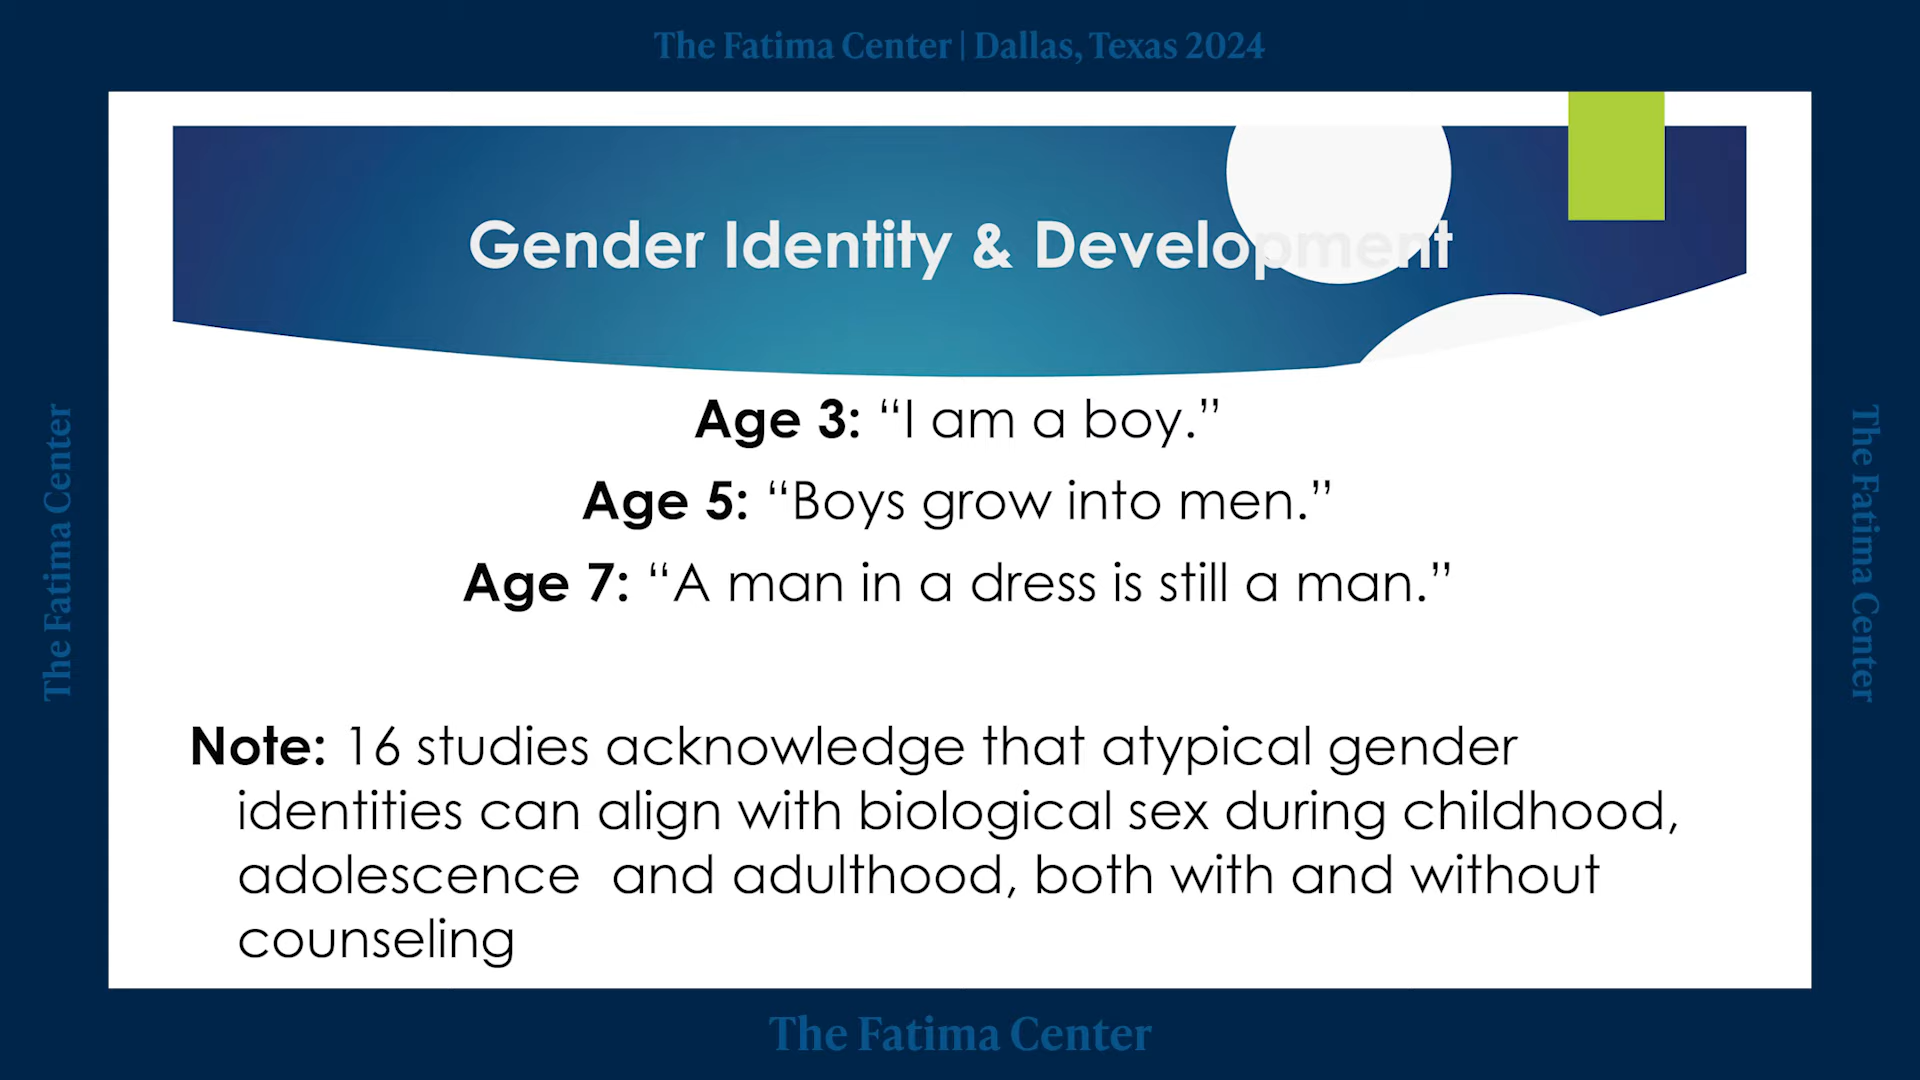 The Fatima Center | Dallas, Texas 2024
Gender Identity & Development
Age 3: “I am a boy.”
Age 5: “Boys grow into men.”
Age 7: “A man in a dress is still a man.”
Note: 16 studies acknowledge that atypical gender
identities can align with biological sex during childhood,
adolescence  and adulthood, both with and without
counseling
The Fatima Center
The Fatima Center
The Fatima Center